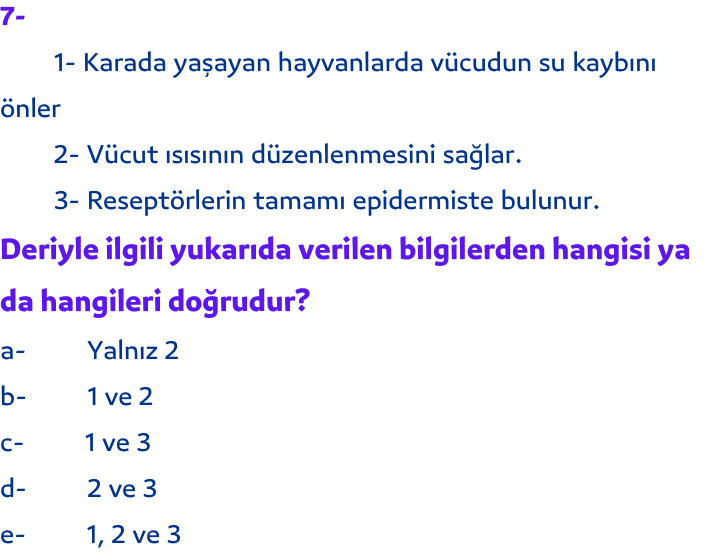 7-
1- Karada yaşayan hayvanlarda vücudun su kaybını
önler
2- Vücut ısısının düzenlenmesini sağlar.
3- Reseptörlerin tamamı epidermiste bulunur.
Deriyle ilgili yukarıda verilen bilgilerden hangisi ya
da hangileri doğrudur?
a- Yalnız 2
b- 1 ve 2
c- 1 ve 3
d- 2 ve 3
e- 1, 2 ve 3